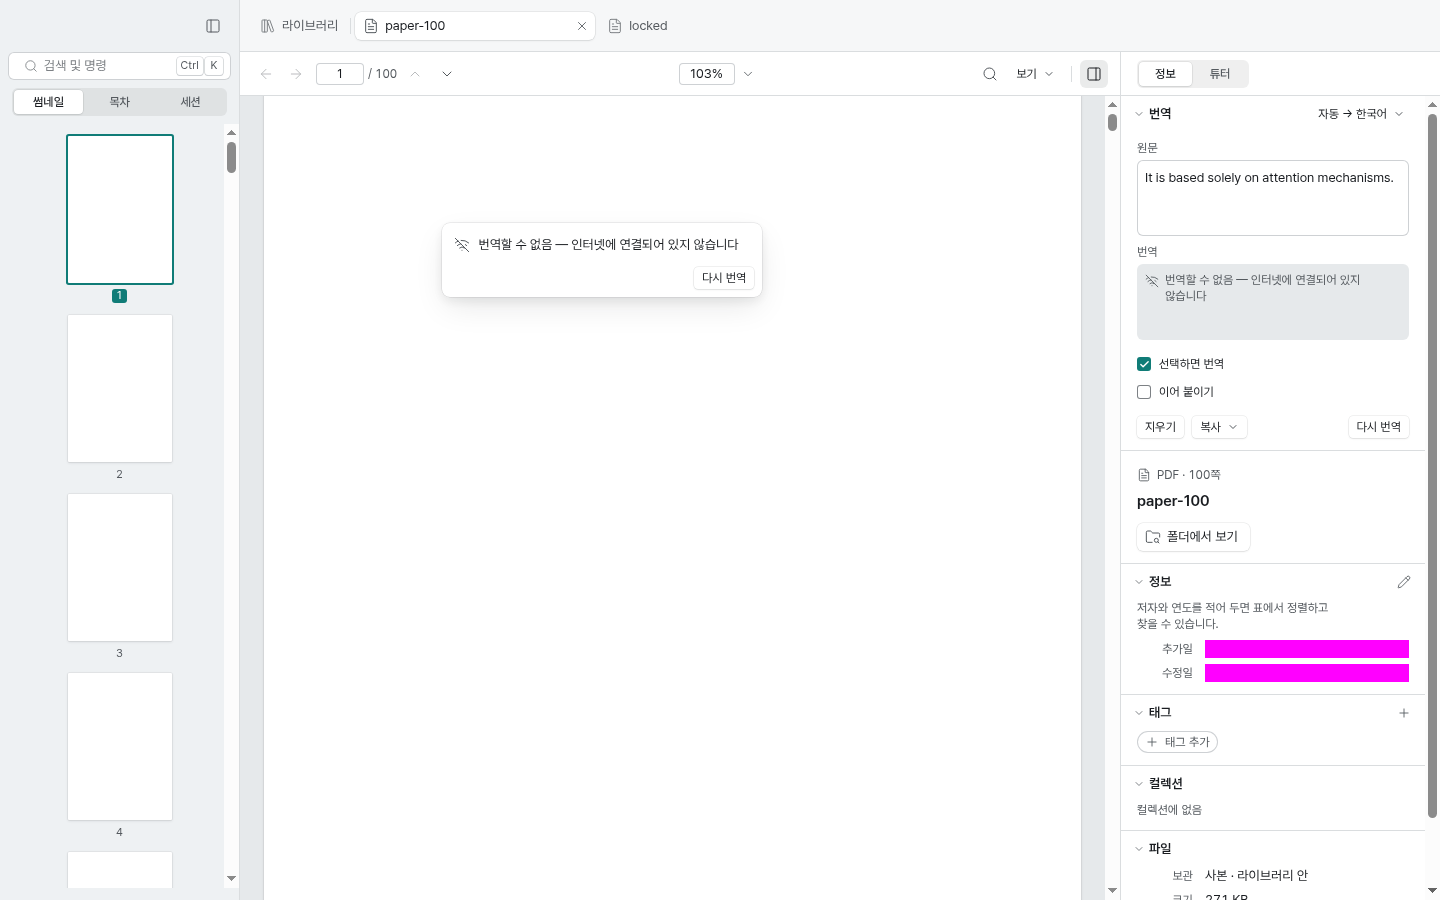 라이브러리
paper-100
locked
검색 및 명령
Ctrl K
썸네일 목차 세션
1
2
3
4
1 / 100
103%
보기
번역할 수 없음 — 인터넷에 연결되어 있지 않습니다
다시 번역
정보 튜터
번역
자동 → 한국어
원문
It is based solely on attention mechanisms.
번역
번역할 수 없음 — 인터넷에 연결되어 있지
않습니다
선택하면 번역
이어 붙이기
지우기 복사 다시 번역
PDF · 100쪽
paper-100
폴더에서 보기
정보
저자와 연도를 적어 두면 표에서 정렬하고
찾을 수 있습니다.
추가일
수정일
태그
태그 추가
컬렉션
컬렉션에 없음
파일
보관 사본 · 라이브러리 안